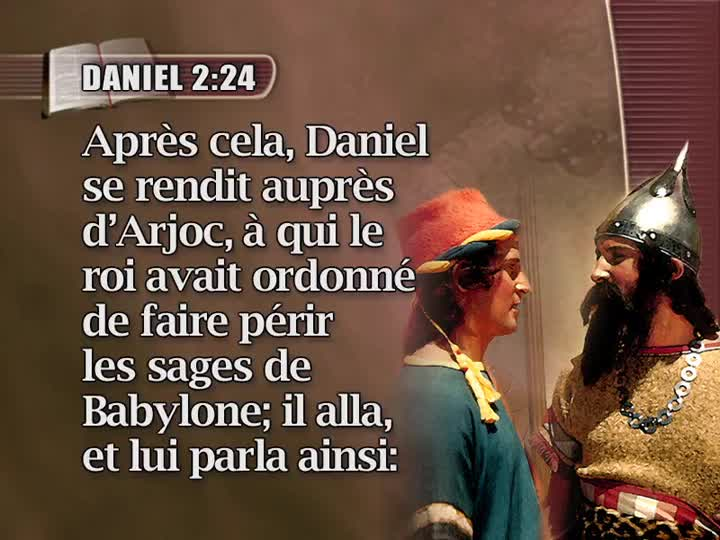 DANIEL 2:24
Après cela, Daniel
se rendit auprès
d'Arjoc, à qui le
roi avait ordonné
de faire périr
les sages de
Babylone; il alla,
et lui parla ainsi: